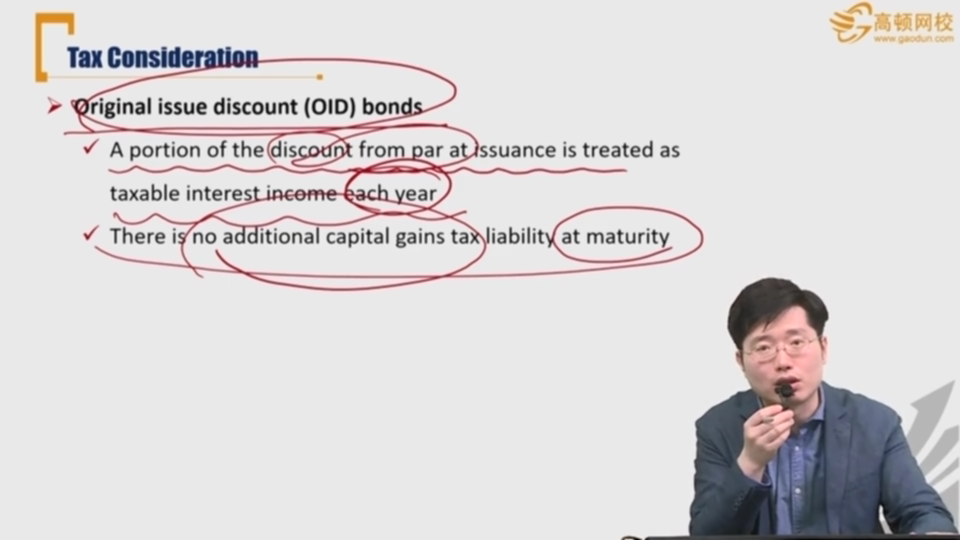 高顿网校
www.gaodun.com
Tax Consideration
Original issue discount (OID) bonds
A portion of the discount from par at issuance is treated as
taxable interest income each year
There is no additional capital gains tax liability at maturity